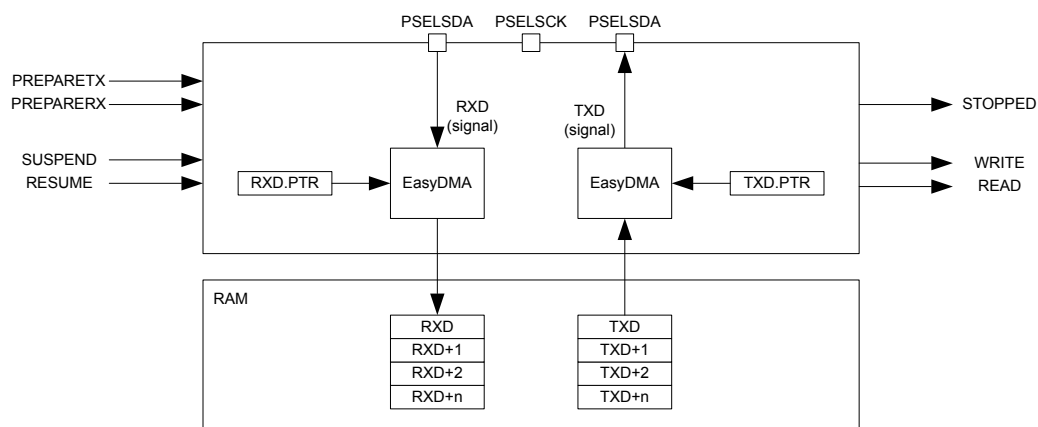 PSELSDA PSELSCK PSELSDA
PREPARETX
PREPARERX
RXD
(signal)
TXD
(signal)
STOPPED
SUSPEND
RESUME
WRITE
READ
RXD.PTR
EasyDMA
EasyDMA
TXD.PTR
RAM
RXD
RXD+1
RXD+2
RXD+n
TXD
TXD+1
TXD+2
TXD+n